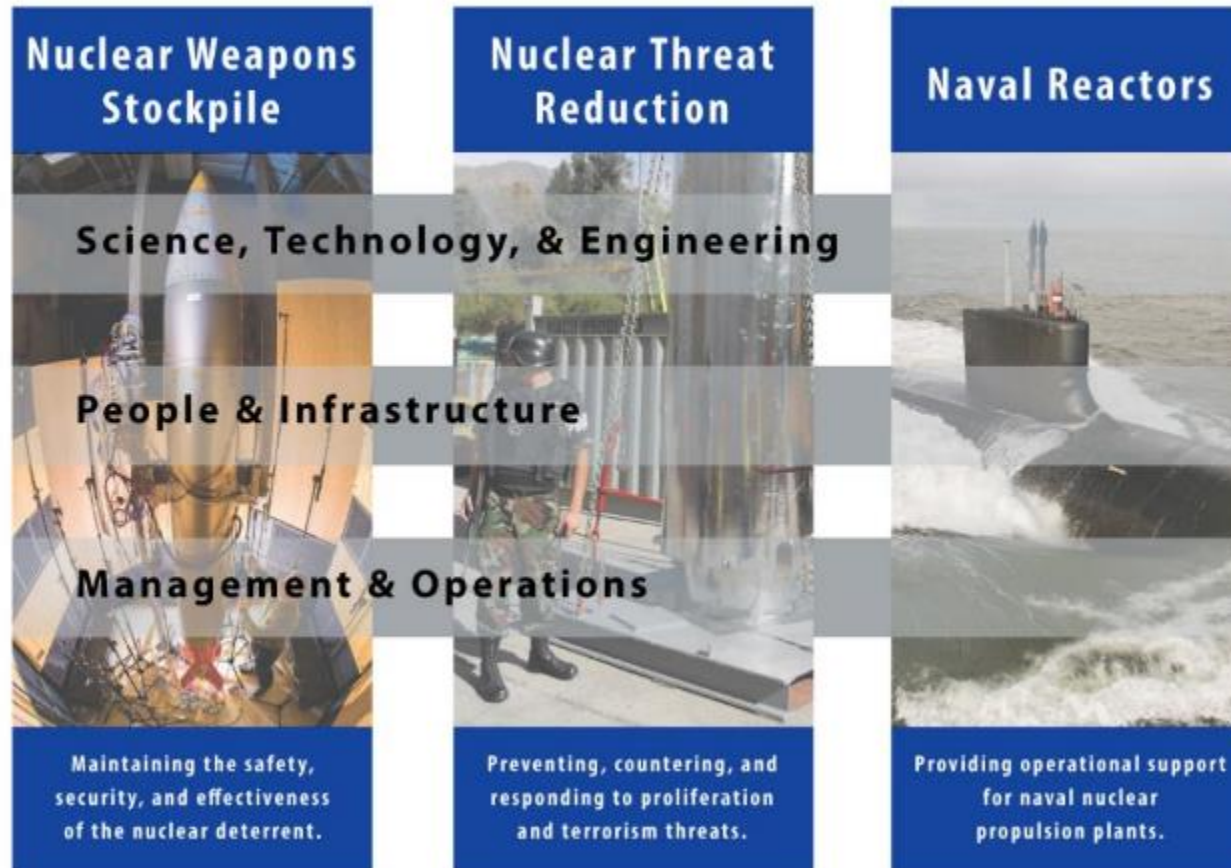 Nuclear Weapons
Stockpile
Nuclear Threat
Reduction
Naval Reactors
Science, Technology, & Engineering
People & Infrastructure
Management & Operations
Maintaining the safety,
security, and effectiveness
of the nuclear deterrent.
Preventing, countering, and
responding to proliferation
and terrorism threats.
Providing operational support
for naval nuclear
propulsion plants.